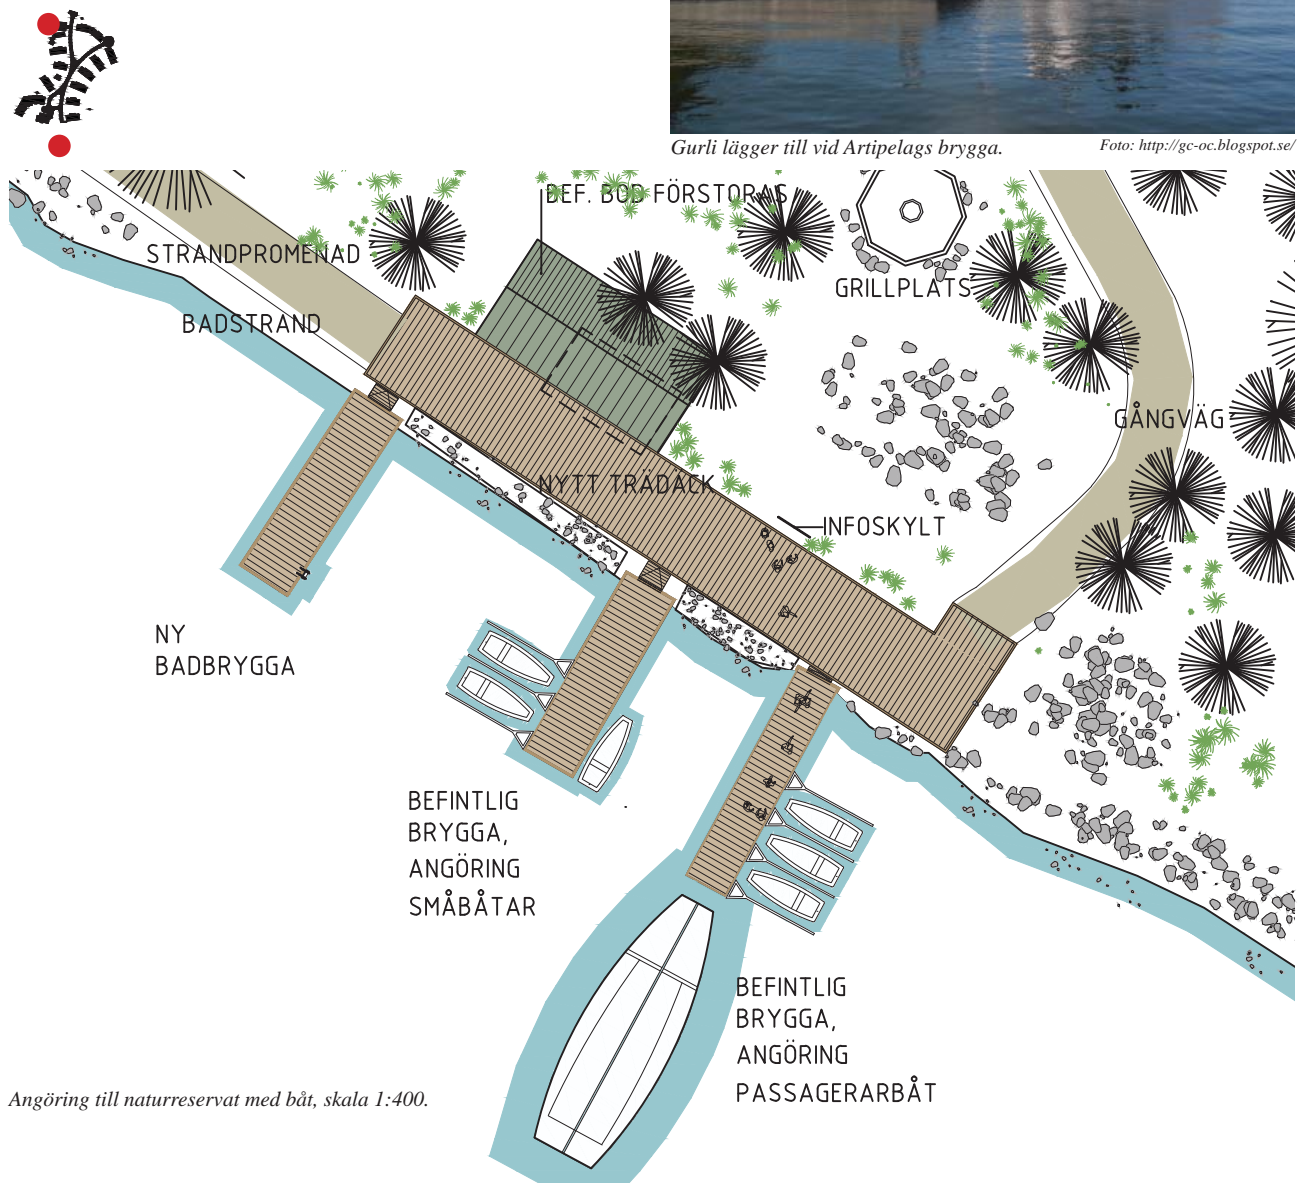 Gurli lägger till vid Artipelags brygga.
Foto: http://gc-oc.blogspot.se/
BEF. BOD FÖRSTORAS
STRANDPROMENAD
GRILLPLATS
BADSTRAND
GÅNGVÄG
NYTT TRÄDÄCK
INFOSKYLT
NY
BADBRYGGA
BEFINTLIG
BRYGGA,
ANGÖRING
SMÅBÅTAR
BEFINTLIG
BRYGGA,
ANGÖRING
PASSAGERARBÅT
Angöring till naturreservat med båt, skala 1:400.